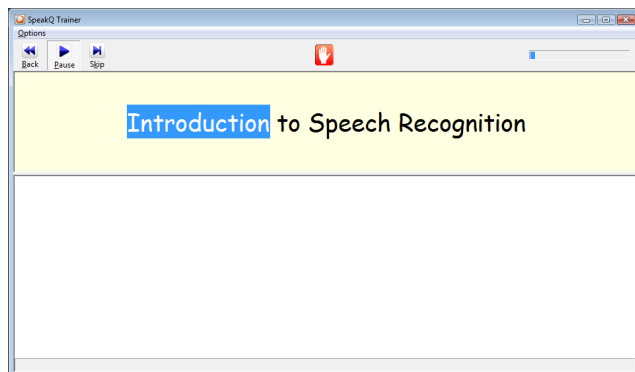 SpeakQ Trainer
Options
Back Pause Skip
Introduction to Speech Recognition